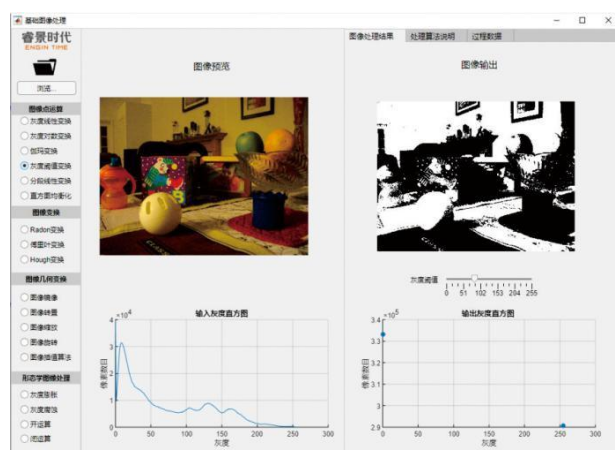 基础图像处理
睿景时代
ENGIN TIME
浏览...
图像点运算
灰度线性变换
灰度对数变换
伽玛变换
灰度阈值变换
分段线性变换
直方图均衡化
图像变换
Radon变换
傅里叶变换
Hough变换
图像几何变换
图像镜像
图像转置
图像缩放
图像旋转
图像插值算法
形态学图像处理
灰度膨胀
灰度腐蚀
开运算
闭运算
图像预览
输入灰度直方图
×10^4
4
3
2
1
0
像素数目
0 50 100 150 200 250 300
灰度
图像处理结果 处理算法说明 过程数据
图像输出
灰度阈值
0 51 102 153 204 255
输出灰度直方图
3.4 ×10^5
3.3
3.2
3.1
3
2.9
像素数目
0 50 100 150 200 250 300
灰度